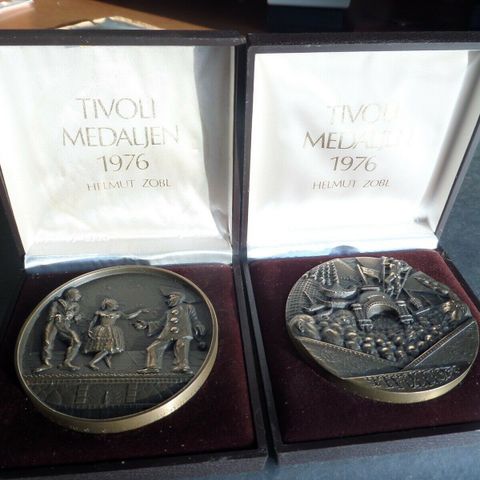 TIVOLI
MEDALJEN
1976
HELMUT ZOBL
TIVOLI
MEDALJEN
1976
HELMUT ZOBL